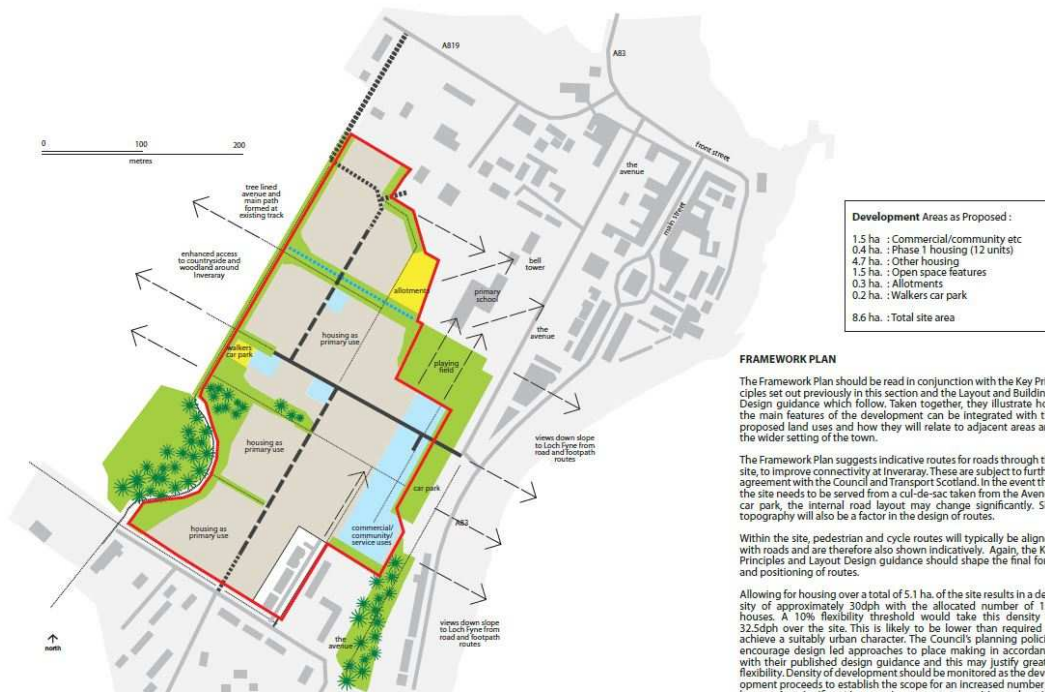 A819
A83
0 100 200
metres
front street
the
avenue
main street
tree lined
avenue and
main path
formed at
existing track
enhanced access
to countryside and
woodland around
Inveraray
bell
tower
allotments
primary
school
the
avenue
housing as
primary use
walkers
car park
playing
field
housing as
primary use
views down slope
to Loch Fyne from
road and footpath
routes
car park
A83
housing as
primary use
commercial/
community/
service uses
views down slope
to Loch Fyne from
road and footpath
routes
the
avenue
north
Development Areas as Proposed :
1.5 ha : Commercial/community etc
0.4 ha. : Phase 1 housing (12 units)
4.7 ha. : Other housing
1.5 ha. : Open space features
0.3 ha. : Allotments
0.2 ha. : Walkers car park
8.6 ha. : Total site area
FRAMEWORK PLAN
The Framework Plan should be read in conjunction with the Key Prin
ciples set out previously in this section and the Layout and Building
Design guidance which follow. Taken together, they illustrate ho
the main features of the development can be integrated with t
proposed land uses and how they will relate to adjacent areas a
the wider setting of the town.
The Framework Plan suggests indicative routes for roads through t
site, to improve connectivity at Inveraray. These are subject to furth
agreement with the Council and Transport Scotland. In the event th
the site needs to be served from a cul-de-sac taken from the Aven
car park, the internal road layout may change significantly. S
topography will also be a factor in the design of routes.
Within the site, pedestrian and cycle routes will typically be align
with roads and are therefore also shown indicatively. Again, the K
Principles and Layout Design guidance should shape the final for
and positioning of routes.
Allowing for housing over a total of 5.1 ha. of the site results in a de
sity of approximately 30dph with the allocated number of 1
houses. A 10% flexibility threshold would take this density
32.5dph over the site. This is likely to be lower than required
achieve a suitably urban character. The Council's planning polici
encourage design led approaches to place making in accordan
with their published design guidance and this may justify great
flexibility. Density of development should be monitored as the deve
opment proceeds to establish the scope for an increased number